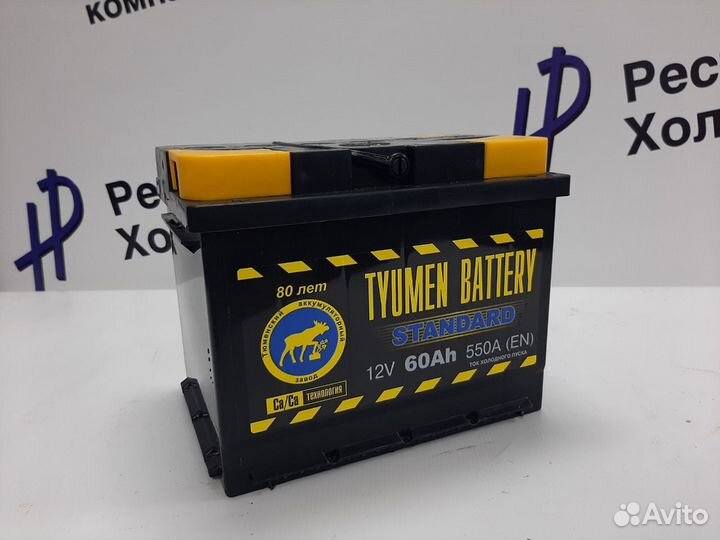 КОМП
Рес
Хол
Рес
Хол
80 лет
Тюменский аккумуляторный
завод
Ca/Ca технология
TYUMEN BATTERY
STANDARD
12V 60Ah 550A (EN)
ток холодного пуска
Avito